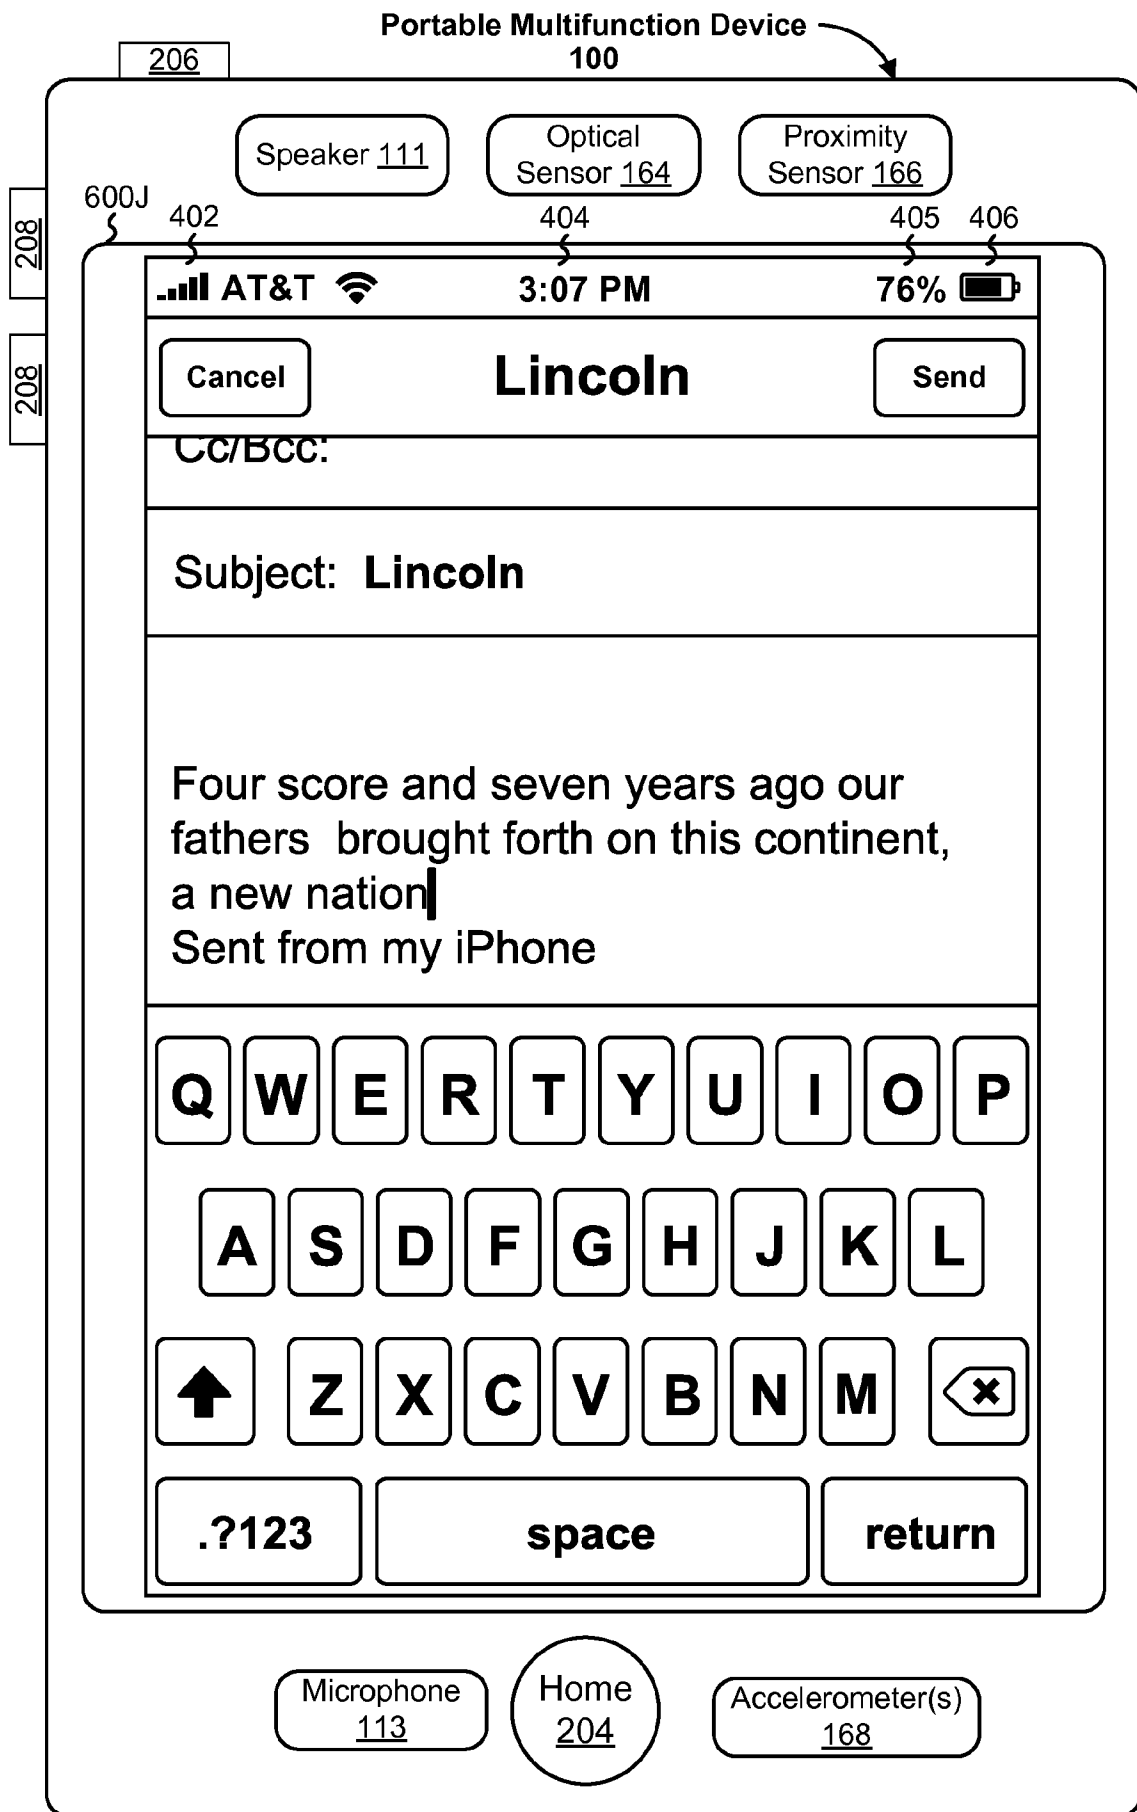 Portable Multifunction Device
100
206
Speaker 111
Optical
Sensor 164
Proximity
Sensor 166
208
208
600J
402
404
405
406
AT&T 3:07 PM 76%
Cancel Lincoln Send
Cc/Bcc:
Subject: Lincoln
Four score and seven years ago our
fathers  brought forth on this continent,
a new nation
Sent from my iPhone
Q W E R T Y U I O P
A S D F G H J K L
Z X C V B N M
.?123 space return
Microphone
113
Home
204
Accelerometer(s)
168